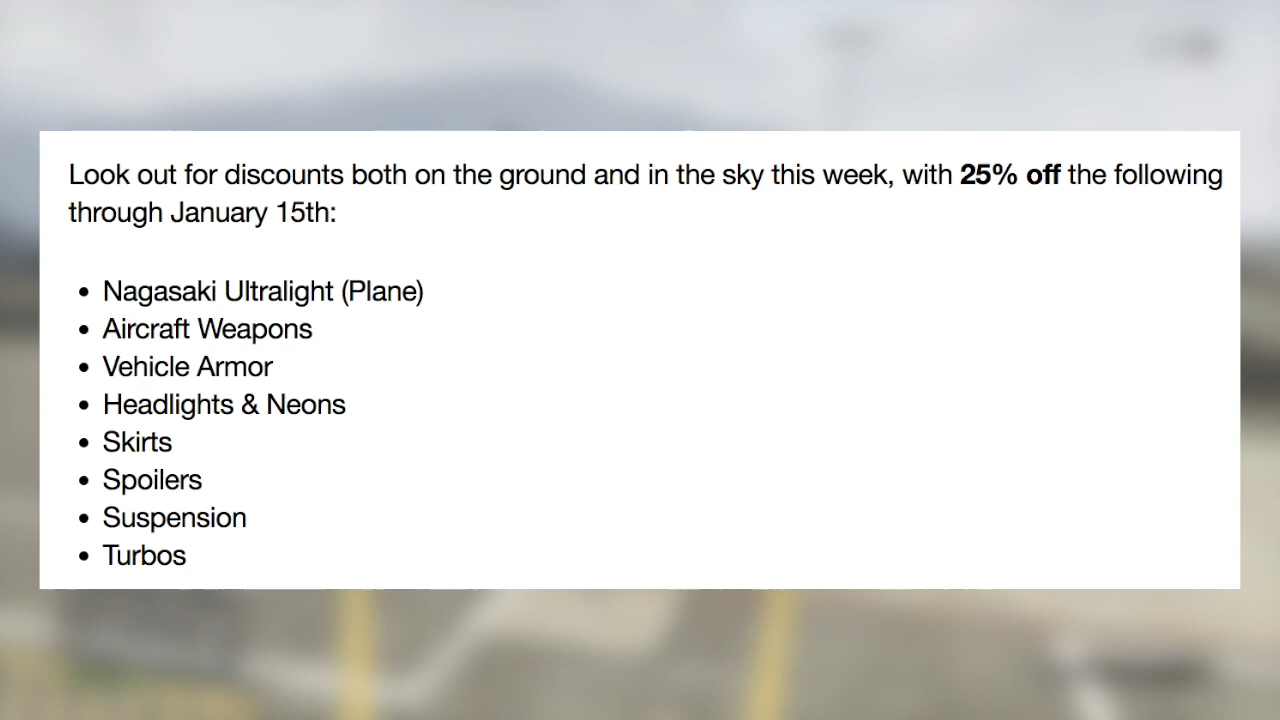 Look out for discounts both on the ground and in the sky this week, with 25% off the following
through January 15th:
• Nagasaki Ultralight (Plane)
• Aircraft Weapons
• Vehicle Armor
• Headlights & Neons
• Skirts
• Spoilers
• Suspension
• Turbos